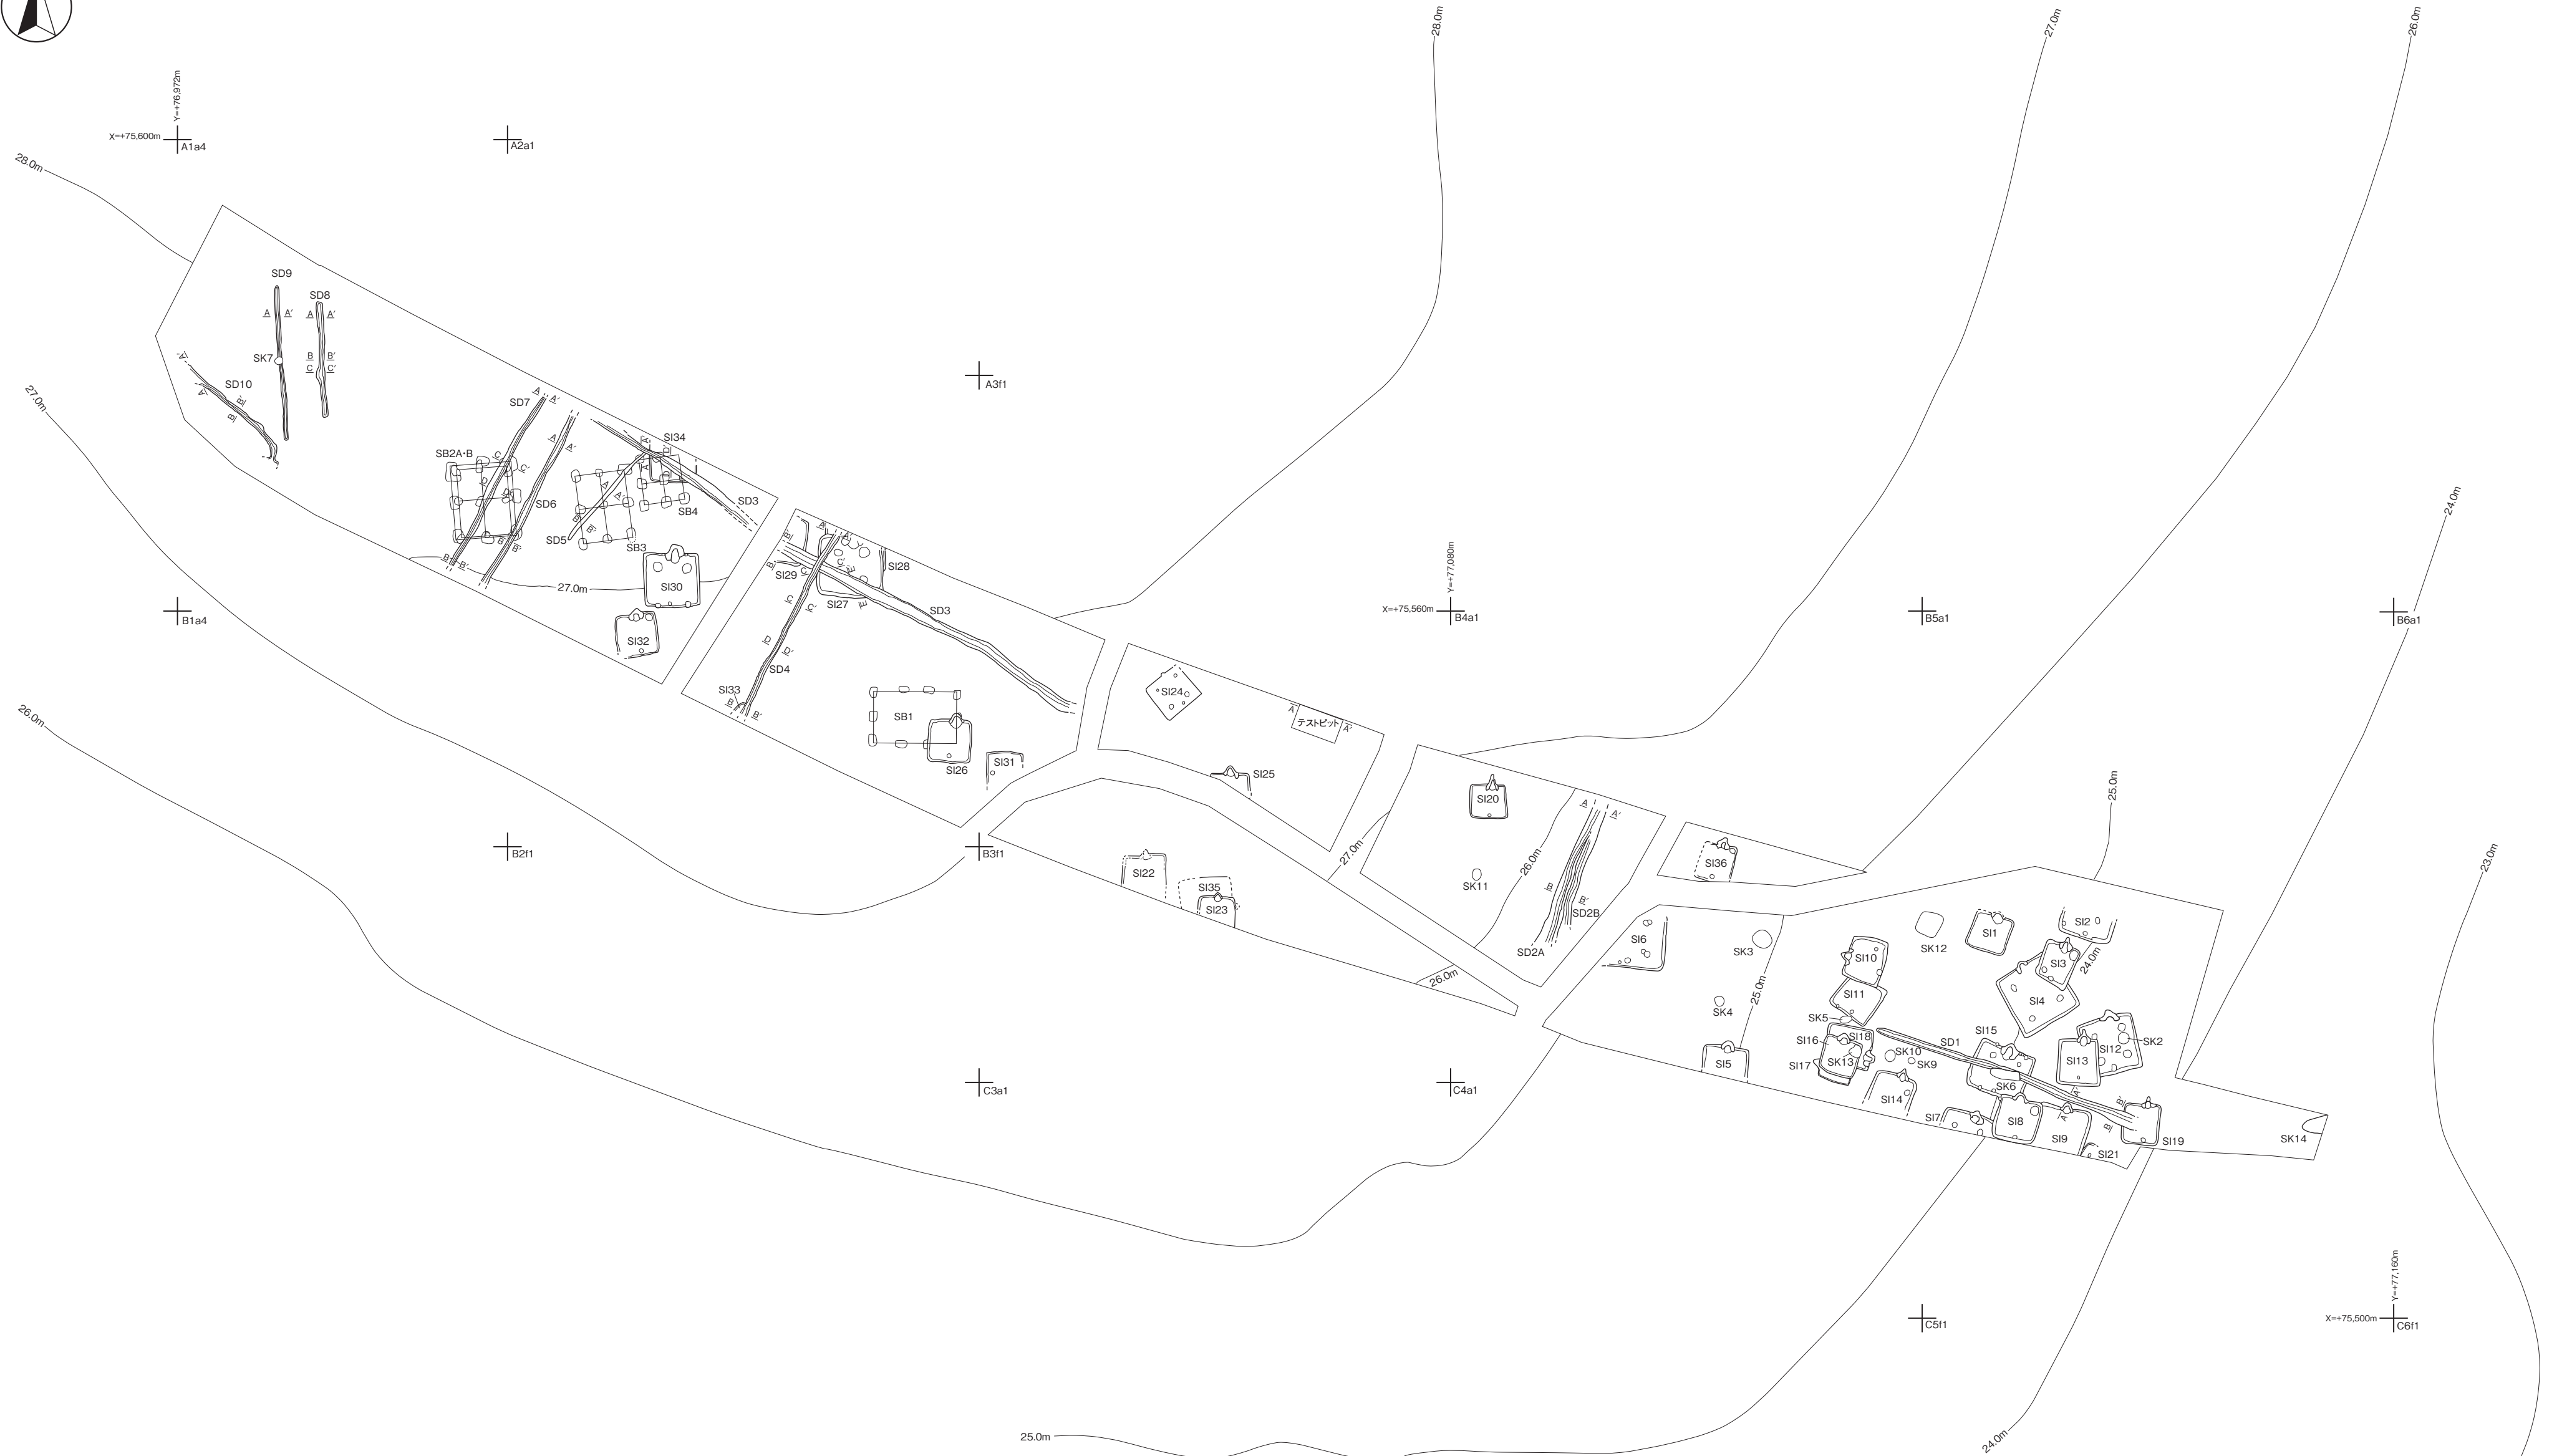 28.0m
27.0m
26.0m
Y=+76,972m
X=+75,600m
A1a4
A2a1
28.0m
SD9
SD8
A A'
A A'
SK7
B B'
C C'
A'
A
SD10
B'
B
27.0m
A3f1
SD7
A A'
SB2A・B
C C'
A A'
D D'
SI34
A
A'
D
D'
SD6
A A'
SD3
SB4
SD5
B B'
SB3
B B'
B B'
SI30
27.0m
SI32
B1a4
A A'
B'
B
SI29
C
C'
E'
SI28
SI27
E
SD3
C C'
D D'
SD4
SI33
B B'
SB1
SI26
SI31
SI24
A
テストピット
A'
SI25
24.0m
Y=+77,080m
X=+75,560m
B4a1
B5a1
B6a1
26.0m
B2f1
B3f1
SI22
SI35
SI23
SI20
A A'
27.0m
26.0m
SK11
B B'
SD2B
SD2A
26.0m
SI36
25.0m
23.0m
SI6
SK3
SK12
SI1
SI2
SI10
SI3
24.0m
25.0m
SI11
SI4
SK4
SK5
SI16
SI18
SD1
SI15
SK10
SK13
SK9
SI17
SI5
SI14
SI12
SK2
SI13
SK6
A'
A
B'
B
SI7
SI8
SI9
SI19
SI21
SK14
C3a1
C4a1
Y=+77,160m
X=+75,500m
C5f1
C6f1
25.0m
24.0m